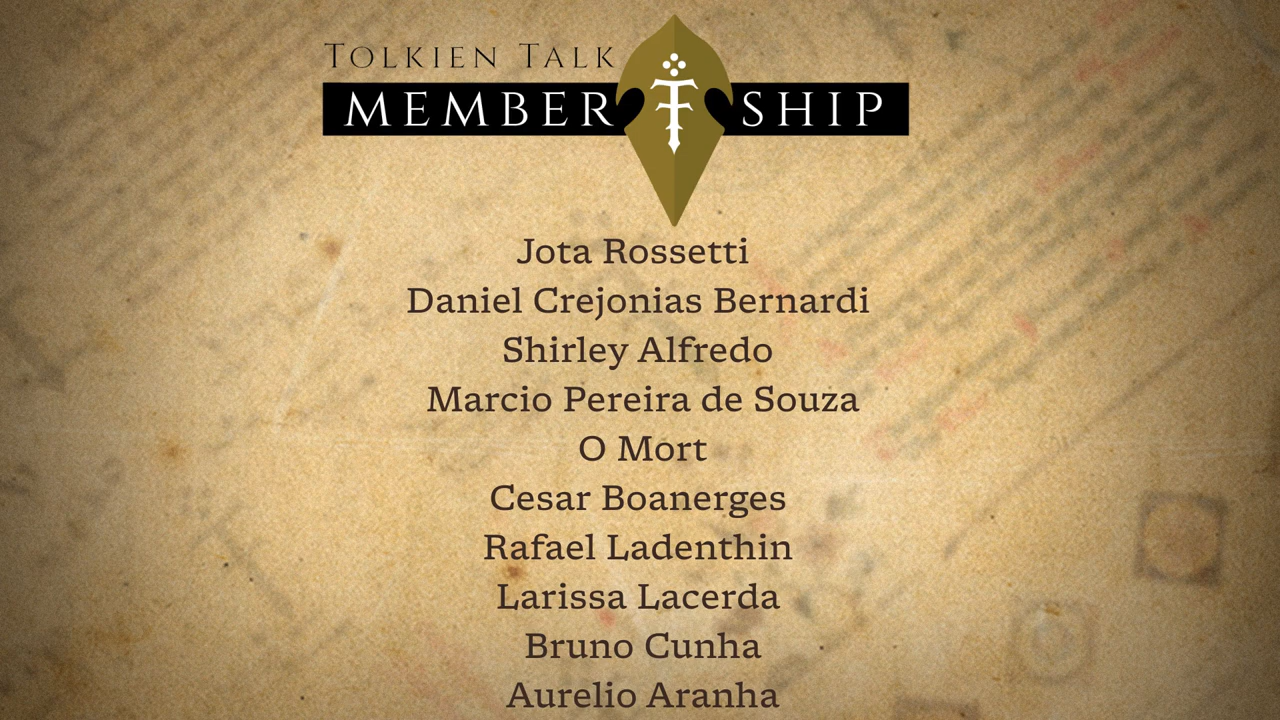 TOLKIEN TALK
MEMBER SHIP
Jota Rossetti
Daniel Crejonias Bernardi
Shirley Alfredo
Marcio Pereira de Souza
O Mort
Cesar Boanerges
Rafael Ladenthin
Larissa Lacerda
Bruno Cunha
Aurelio Aranha